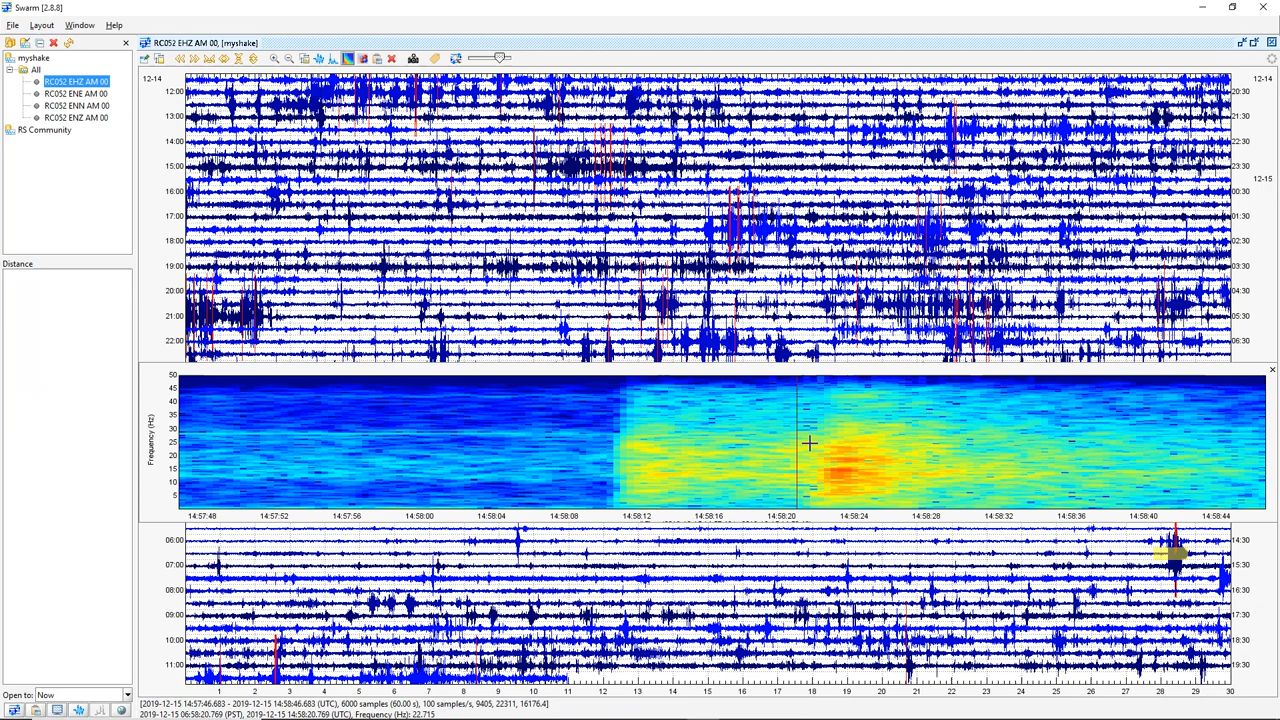 Swarm [2.8.8]
File Layout Window Help
RC052 EHZ AM 00, [myshake]
myshake
All
RC052 EHZ AM 00
RC052 ENE AM 00
RC052 ENN AM 00
RC052 ENZ AM 00
RS Community
Distance
12-14 12-14
12:00 20:30
13:00 21:30
14:00 22:30
15:00 23:30
12-15
16:00 00:30
17:00 01:30
18:00 02:30
19:00 03:30
20:00 04:30
21:00 05:30
22:00 06:30
Frequency (Hz)
50
45
40
35
30
25
20
15
10
5
14:57:48 14:57:52 14:57:56 14:58:00 14:58:04 14:58:08 14:58:12 14:58:16 14:58:20 14:58:24 14:58:28 14:58:32 14:58:36 14:58:40 14:58:44
06:00 14:30
07:00 15:30
08:00 16:30
09:00 17:30
10:00 18:30
11:00 19:30
1 2 3 4 5 6 7 8 9 10 11 12 13 14 15 16 17 18 19 20 21 22 23 24 25 26 27 28 29 30
Open to: Now
[2019-12-15 14:57:46.683 - 2019-12-15 14:58:46.683 (UTC), 6000 samples (60.00 s), 100 samples/s, 9405, 22311, 16176.4]
2019-12-15 06:58:20.769 (PST), 2019-12-15 14:58:20.769 (UTC), Frequency (Hz): 22.715